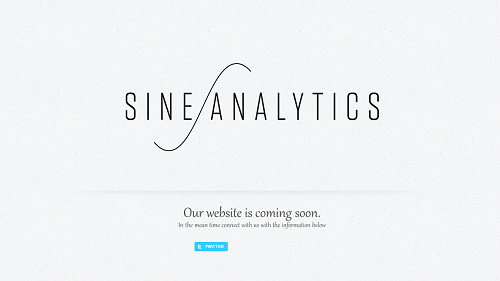 SINE ANALYTICS
Our website is coming soon.
In the mean time connect with us with the information below
TWITTER